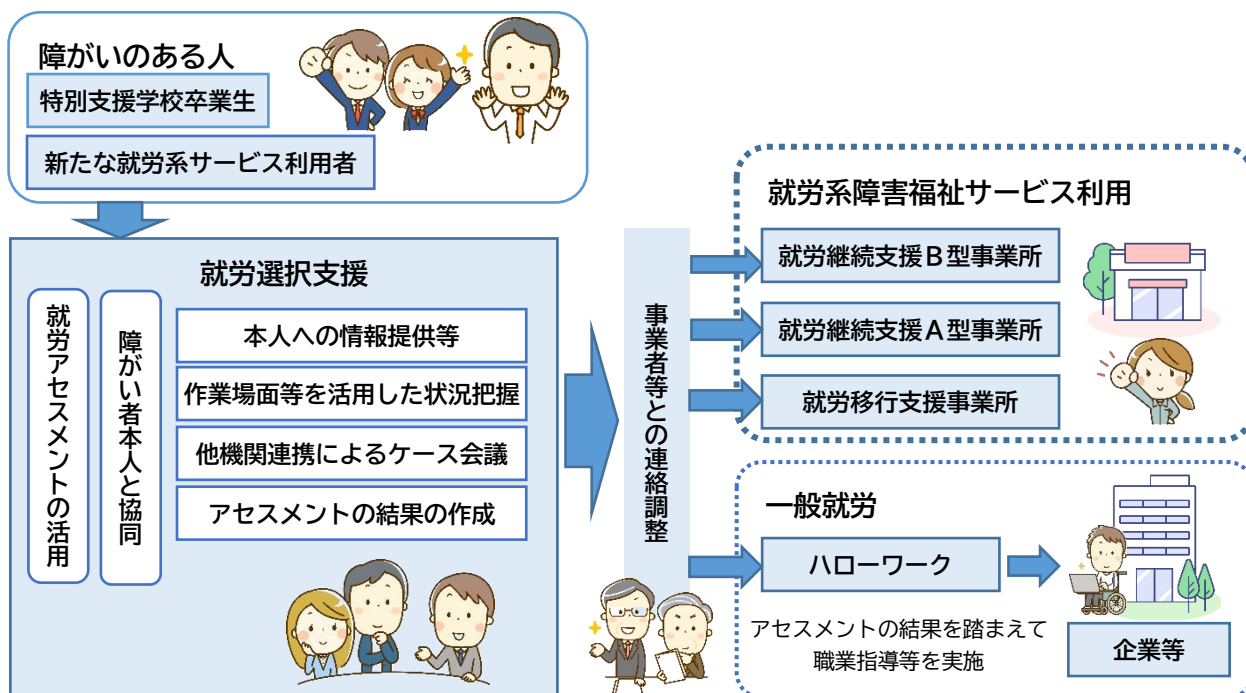 障がいのある人
特別支援学校卒業生
新たな就労系サービス利用者
就労選択支援
就労アセスメントの活用
障がい者本人と協同
本人への情報提供等
作業場面等を活用した状況把握
他機関連携によるケース会議
アセスメントの結果の作成
事業者等との連絡調整
就労系障害福祉サービス利用
就労継続支援B型事業所
就労継続支援A型事業所
就労移行支援事業所
一般就労
ハローワーク
アセスメントの結果を踏まえて
職業指導等を実施
企業等